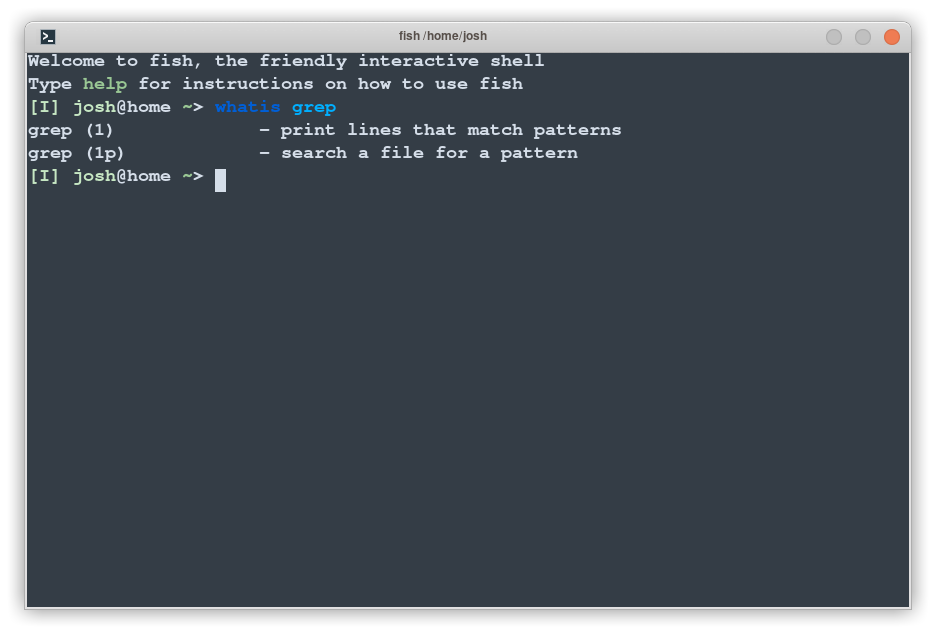 fish /home/josh
Welcome to fish, the friendly interactive shell
Type help for instructions on how to use fish
[I] josh@home ~> whatis grep
grep (1)             - print lines that match patterns
grep (1p)            - search a file for a pattern
[I] josh@home ~>